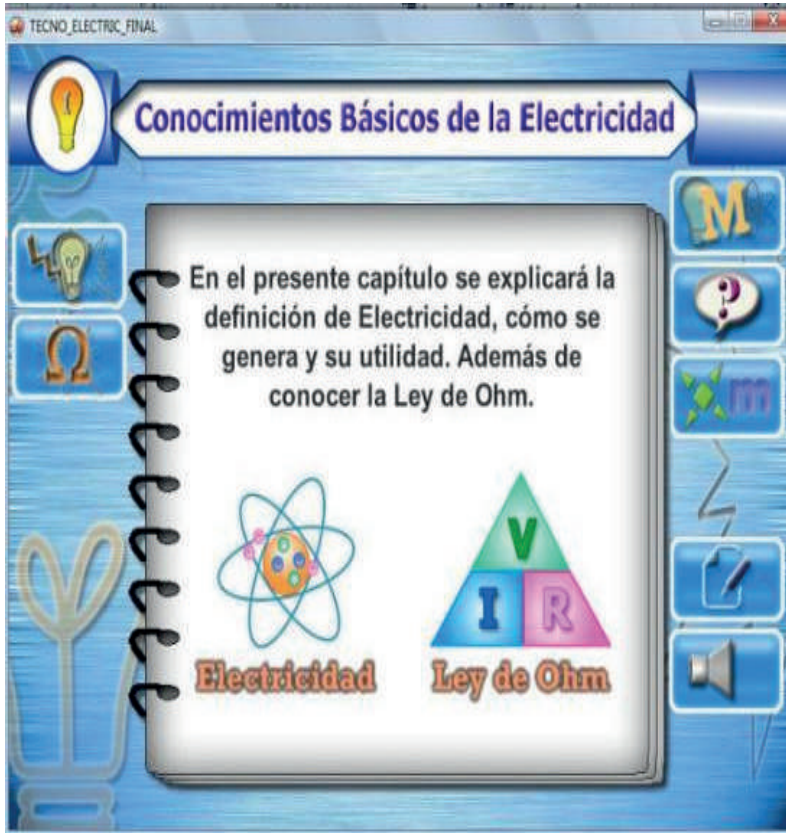 TECNO_ELECTRIC_FINAL
Conocimientos Básicos de la Electricidad
En el presente capítulo se explicará la
definición de Electricidad, cómo se
genera y su utilidad. Además de
conocer la Ley de Ohm.
V
I R
Electricidad
Ley de Ohm
Ω
M
?
m